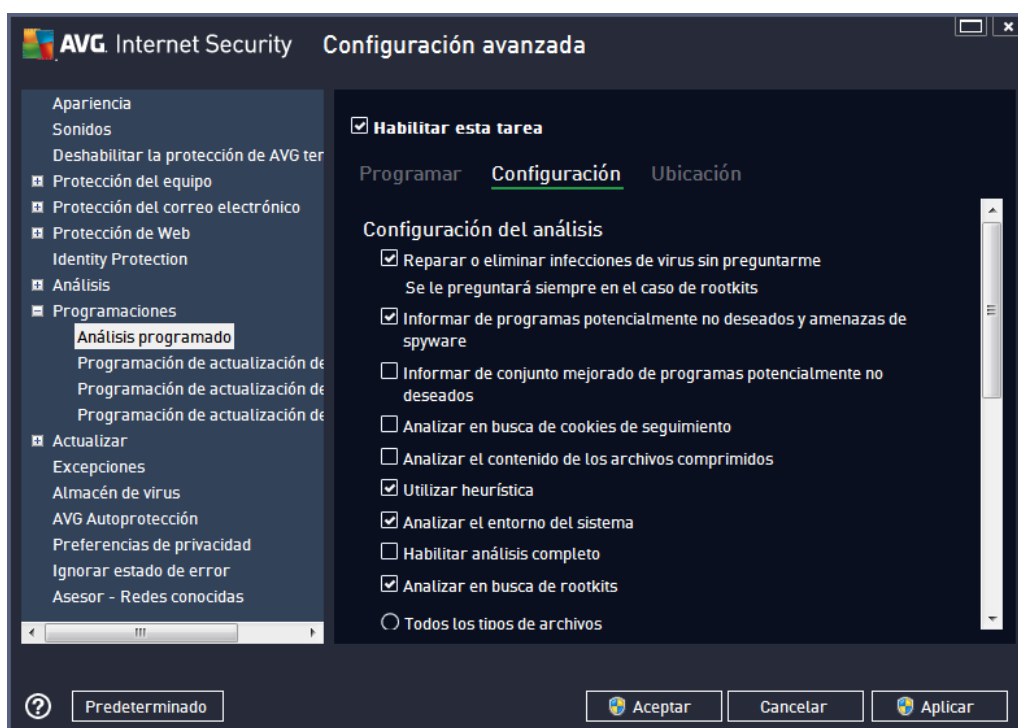 AVG. Internet Security Configuración avanzada
Apariencia
Sonidos
Deshabilitar la protección de AVG ter
Protección del equipo
Protección del correo electrónico
Protección de Web
Identity Protection
Análisis
Programaciones
Análisis programado
Programación de actualización de
Programación de actualización de
Programación de actualización de
Actualizar
Excepciones
Almacén de virus
AVG Autoprotección
Preferencias de privacidad
Ignorar estado de error
Asesor - Redes conocidas
Habilitar esta tarea
Programar Configuración Ubicación
Configuración del análisis
Reparar o eliminar infecciones de virus sin preguntarme
Se le preguntará siempre en el caso de rootkits
Informar de programas potencialmente no deseados y amenazas de
spyware
Informar de conjunto mejorado de programas potencialmente no
deseados
Analizar en busca de cookies de seguimiento
Analizar el contenido de los archivos comprimidos
Utilizar heurística
Analizar el entorno del sistema
Habilitar análisis completo
Analizar en busca de rootkits
Todos los tipos de archivos
? Predeterminado Aceptar Cancelar Aplicar